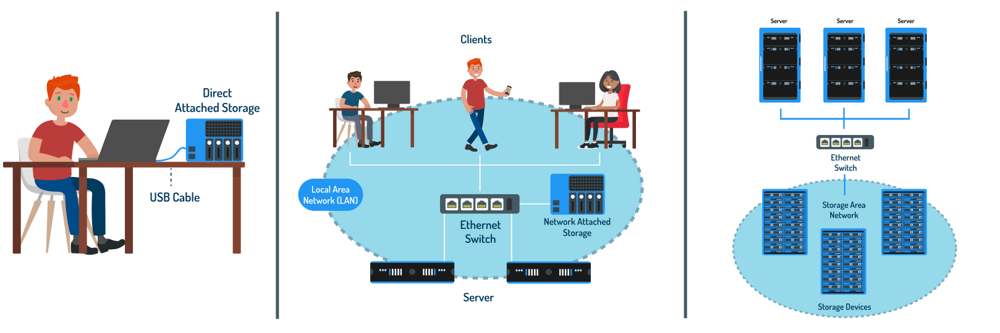 Direct
Attached Storage
USB Cable
Clients
Local Area
Network (LAN)
Ethernet
Switch
Network Attached
Storage
Server
Server
Server
Server
Ethernet
Switch
Storage Area
Network
Storage Devices